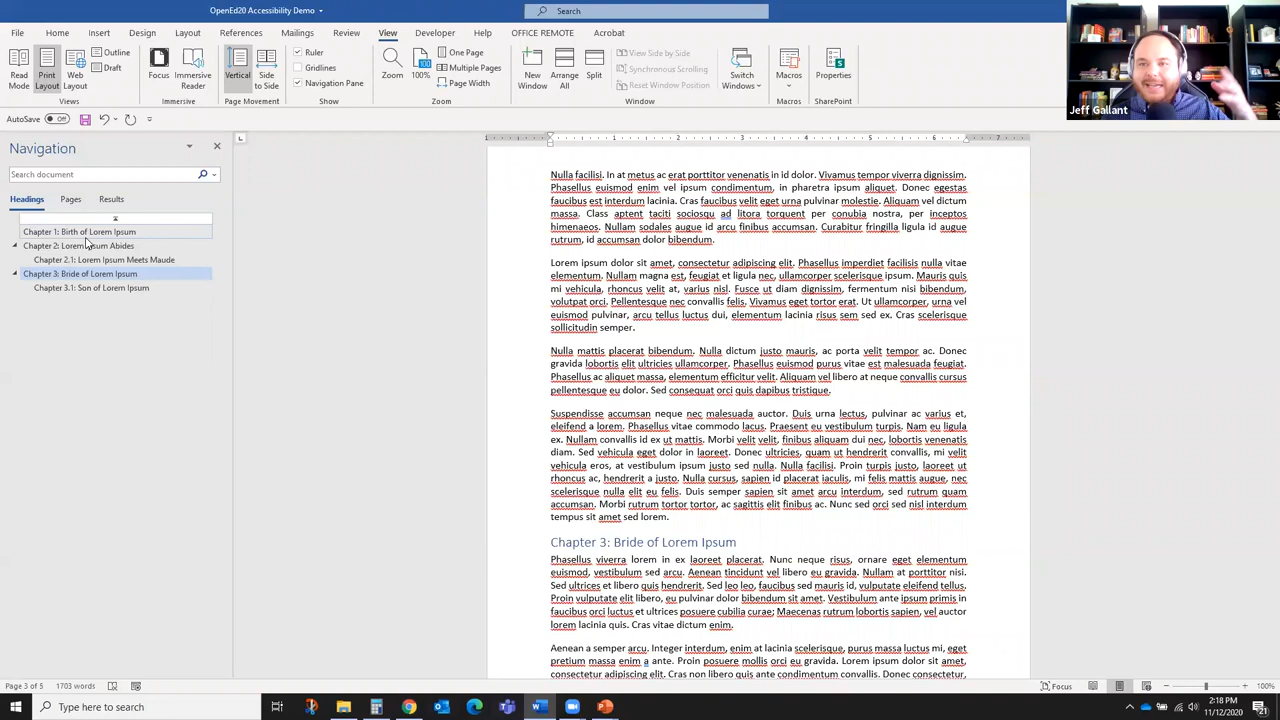 OpenEd20 Accessibility Demo
Search
File Home Insert Design Layout References Mailings Review View Developer Help OFFICE REMOTE Acrobat
Read Mode
Print Layout
Web Layout
Outline
Draft
Views
Focus
Immersive Reader
Immersive
Vertical
Side to Side
Page Movement
Ruler
Gridlines
Navigation Pane
Show
Zoom
100%
One Page
Multiple Pages
Page Width
Zoom
New Window
Arrange All
Split
View Side by Side
Synchronous Scrolling
Reset Window Position
Window
Switch Windows
Macros
Macros
Properties
SharePoint
Jeff Gallant
AutoSave Off
Navigation
Search document
Headings Pages Results
Chapter 1: Birth of Lorem Ipsum
Chapter 2: Lorem Ipsum Abides
Chapter 2.1: Lorem Ipsum Meets Maude
Chapter 3: Bride of Lorem Ipsum
Chapter 3.1: Son of Lorem Ipsum
1 1 2 3 4 5 6 7
Nulla facilisi. In at metus ac erat porttitor venenatis in id dolor. Vivamus tempor viverra dignissim.
Phasellus euismod enim vel ipsum condimentum, in pharetra ipsum aliquet. Donec egestas
faucibus est interdum lacinia. Cras faucibus velit eget urna pulvinar molestie. Aliquam vel dictum
massa. Class aptent taciti sociosqu ad litora torquent per conubia nostra, per inceptos
himenaeos. Nullam sodales augue id arcu finibus accumsan. Curabitur fringilla ligula id augue
rutrum, id accumsan dolor bibendum.
Lorem ipsum dolor sit amet, consectetur adipiscing elit. Phasellus imperdiet facilisis nulla vitae
elementum. Nullam magna est, feugiat et ligula nec, ullamcorper scelerisque ipsum. Mauris quis
mi vehicula, rhoncus velit at, varius nisl. Fusce ut diam dignissim, fermentum nisi bibendum,
volutpat orci. Pellentesque nec convallis felis. Vivamus eget tortor erat. Ut ullamcorper, urna vel
euismod pulvinar, arcu tellus luctus dui, elementum lacinia risus sem sed ex. Cras scelerisque
sollicitudin semper.
Nulla mattis placerat bibendum. Nulla dictum justo mauris, ac porta velit tempor ac. Donec
gravida lobortis elit ultricies ullamcorper. Phasellus euismod purus vitae est malesuada feugiat.
Phasellus ac aliquet massa, elementum efficitur velit. Aliquam vel libero at neque convallis cursus
pellentesque eu dolor. Sed consequat orci quis dapibus tristique.
Suspendisse accumsan neque nec malesuada auctor. Duis urna lectus, pulvinar ac varius et,
eleifend a lorem. Phasellus vitae commodo lacus. Praesent eu vestibulum turpis. Nam eu ligula
ex. Nullam convallis id ex ut mattis. Morbi velit velit, finibus aliquam dui nec, lobortis venenatis
diam. Sed vehicula eget dolor in laoreet. Donec ultricies, quam ut hendrerit convallis, mi velit
vehicula eros, at vestibulum ipsum justo sed nulla. Nulla facilisi. Proin turpis justo, laoreet ut
rhoncus ac, hendrerit a justo. Nulla cursus, sapien id placerat iaculis, mi felis mattis augue, nec
scelerisque nulla elit eu felis. Duis semper sapien sit amet arcu interdum, sed rutrum quam
accumsan. Morbi rutrum tortor tortor, ac sagittis elit finibus ac. Nunc sed orci sed nisl interdum
tempus sit amet sed lorem.
Chapter 3: Bride of Lorem Ipsum
Phasellus viverra lorem in ex laoreet placerat. Nunc neque risus, ornare eget elementum
euismod, vestibulum sed arcu. Aenean tincidunt vel libero eu gravida. Nullam at porttitor nisi.
Sed ultrices et libero quis hendrerit. Sed leo leo, faucibus sed mauris id, vulputate eleifend tellus.
Proin vulputate elit libero, eu pulvinar dolor bibendum sit amet. Vestibulum ante ipsum primis in
faucibus orci luctus et ultrices posuere cubilia curae; Maecenas rutrum lobortis sapien, vel auctor
lorem lacinia quis. Cras vitae dictum enim.
Aenean a semper arcu. Integer interdum, enim at lacinia scelerisque, purus massa luctus mi, eget
pretium massa enim a ante. Proin posuere mollis orci eu gravida. Lorem ipsum dolor sit amet,
consectetur adipiscing elit. Cras non libero quis ante condimentum convallis. Donec consectetur,
Page 3 of 5 1703 words
Focus
100%
Type here to search
2:18 PM
11/12/2020
21